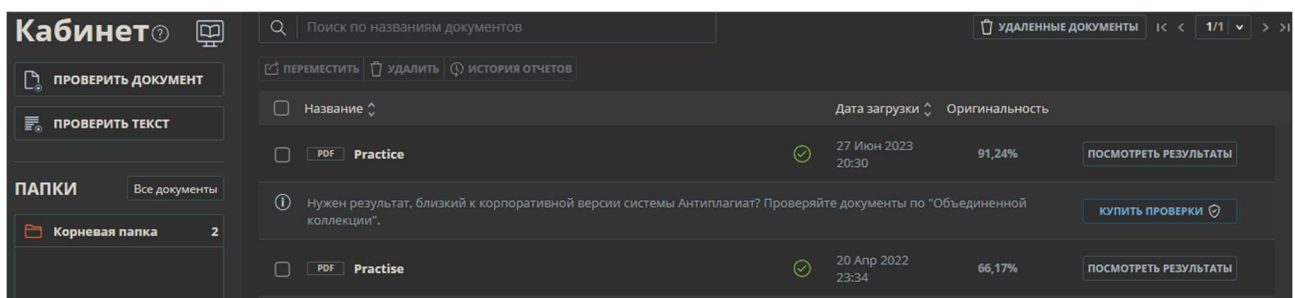 Кабинет
ПРОВЕРИТЬ ДОКУМЕНТ
ПРОВЕРИТЬ ТЕКСТ
ПАПКИ Все документы
Корневая папка 2
Поиск по названиям документов
УДАЛЕННЫЕ ДОКУМЕНТЫ 1/1
ПЕРЕМЕСТИТЬ УДАЛИТЬ ИСТОРИЯ ОТЧЕТОВ
Название Дата загрузки Оригинальность
PDF Practice 27 Июн 2023 20:30 91,24% ПОСМОТРЕТЬ РЕЗУЛЬТАТЫ
Нужен результат, близкий к корпоративной версии системы Антиплагиат? Проверяйте документы по "Объединенной
коллекции".
КУПИТЬ ПРОВЕРКИ
PDF Practise 20 Апр 2022 23:34 66,17% ПОСМОТРЕТЬ РЕЗУЛЬТАТЫ